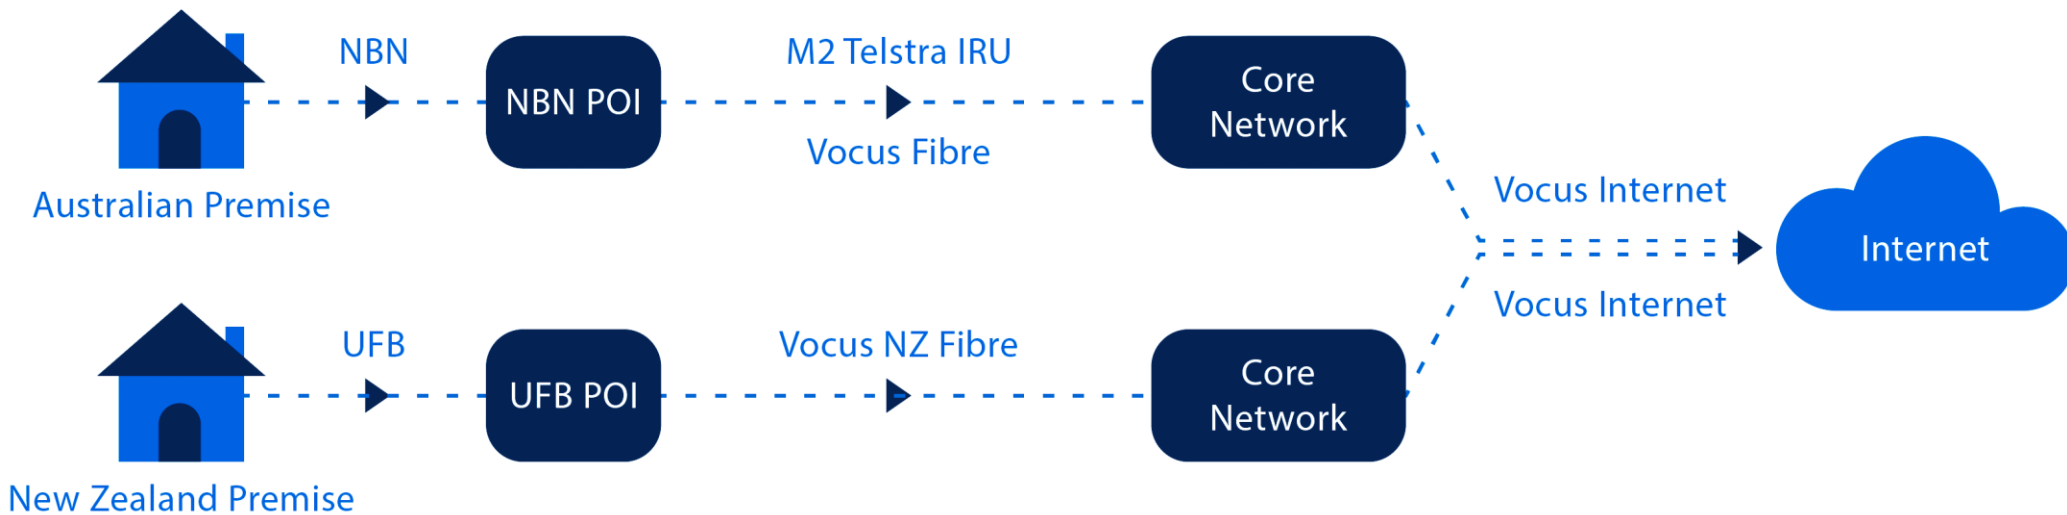 NBN
M2 Telstra IRU
NBN POI
Core
Network
Vocus Fibre
Australian Premise
Vocus Internet
Internet
Vocus Internet
UFB
Vocus NZ Fibre
UFB POI
Core
Network
New Zealand Premise